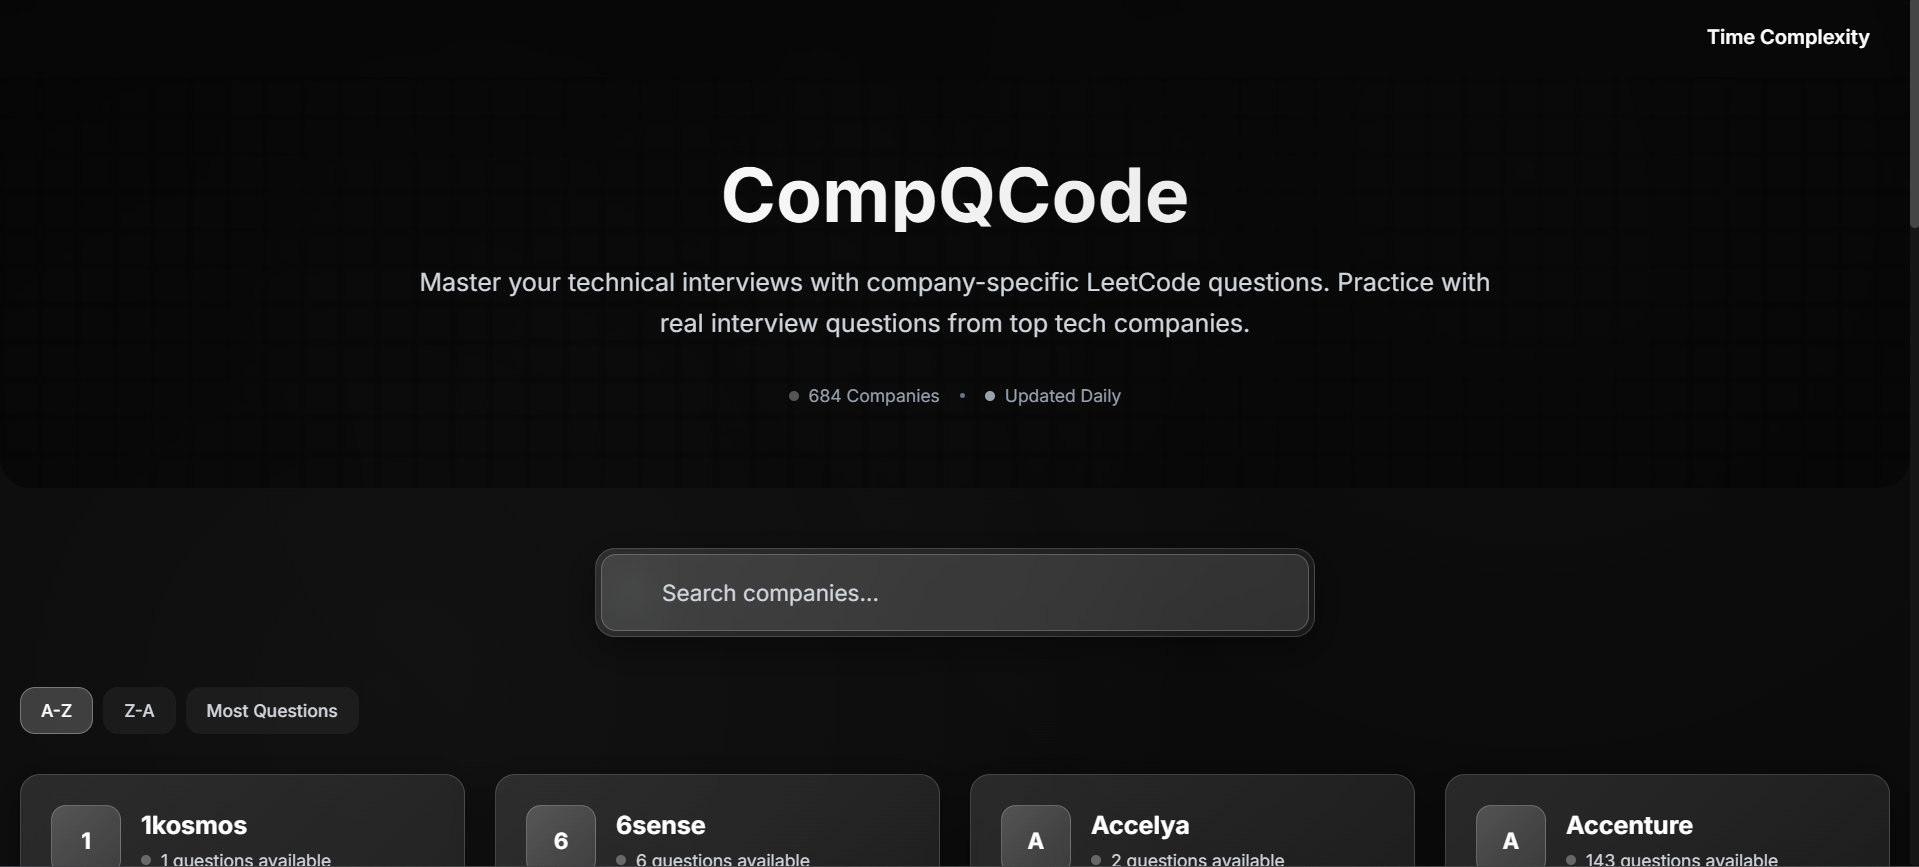 Time Complexity
CompQCode
Master your technical interviews with company-specific LeetCode questions. Practice with
real interview questions from top tech companies.
684 Companies • Updated Daily
Search companies...
A-Z Z-A Most Questions
1 1kosmos
1 questions available
6 6sense
6 questions available
A Accelya
2 questions available
A Accenture
143 questions available